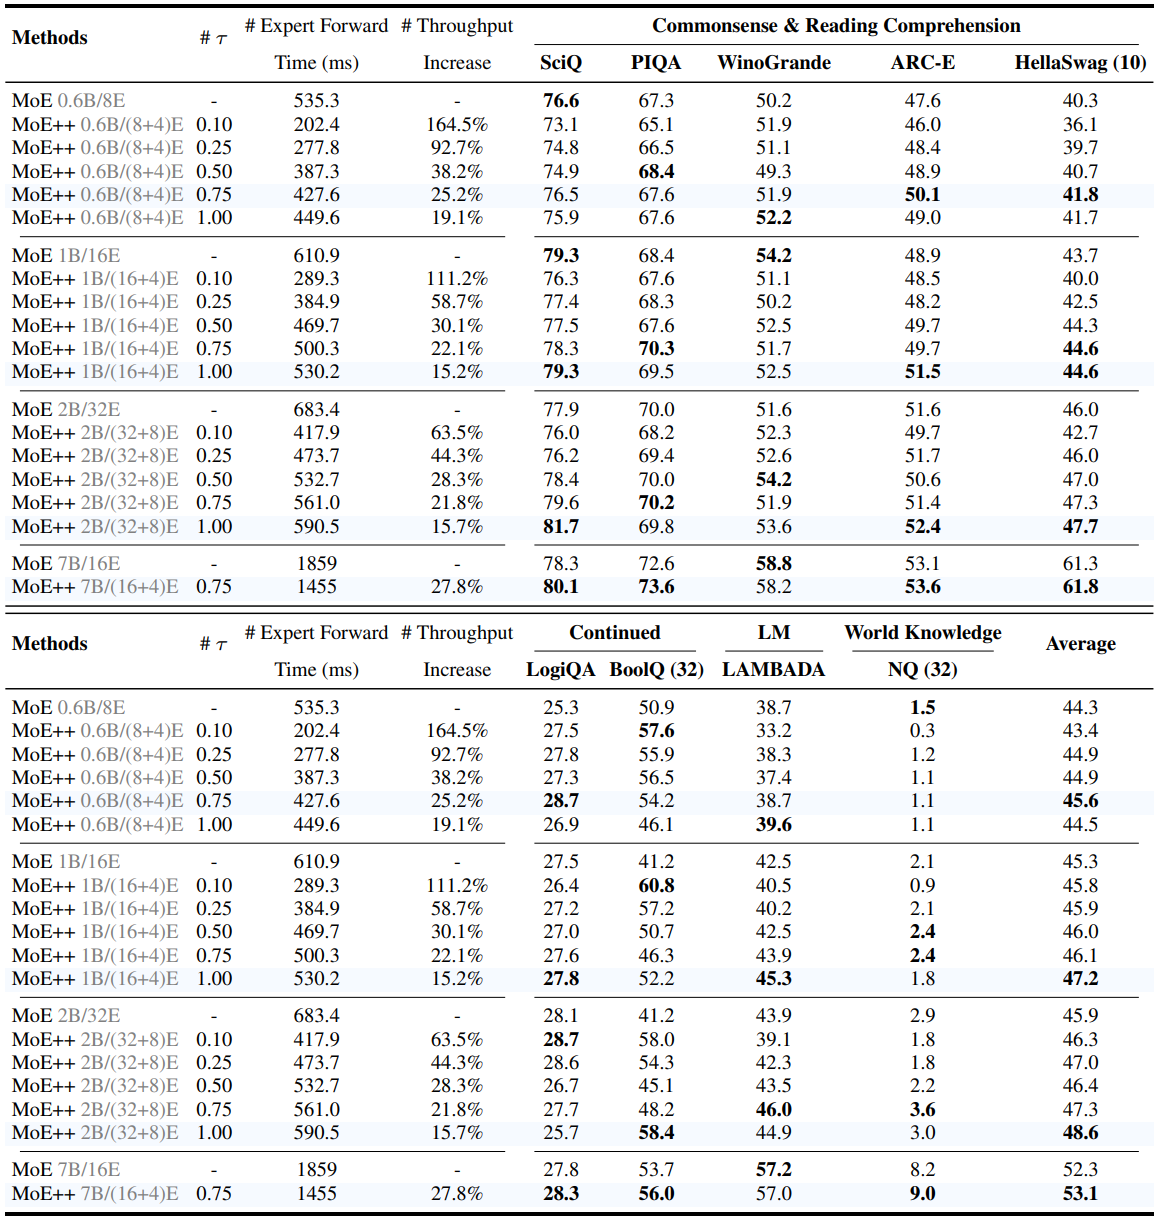 Methods # τ # Expert Forward Time (ms) # Throughput Increase Commonsense & Reading Comprehension
SciQ PIQA WinoGrande ARC-E HellaSwag (10)
MoE 0.6B/8E - 535.3 - 76.6 67.3 50.2 47.6 40.3
MoE++ 0.6B/(8+4)E 0.10 202.4 164.5% 73.1 65.1 51.9 46.0 36.1
MoE++ 0.6B/(8+4)E 0.25 277.8 92.7% 74.8 66.5 51.1 48.4 39.7
MoE++ 0.6B/(8+4)E 0.50 387.3 38.2% 74.9 68.4 49.3 48.9 40.7
MoE++ 0.6B/(8+4)E 0.75 427.6 25.2% 76.5 67.6 51.9 50.1 41.8
MoE++ 0.6B/(8+4)E 1.00 449.6 19.1% 75.9 67.6 52.2 49.0 41.7
MoE 1B/16E - 610.9 - 79.3 68.4 54.2 48.9 43.7
MoE++ 1B/(16+4)E 0.10 289.3 111.2% 76.3 67.6 51.1 48.5 40.0
MoE++ 1B/(16+4)E 0.25 384.9 58.7% 77.4 68.3 50.2 48.2 42.5
MoE++ 1B/(16+4)E 0.50 469.7 30.1% 77.5 67.6 52.5 49.7 44.3
MoE++ 1B/(16+4)E 0.75 500.3 22.1% 78.3 70.3 51.7 49.7 44.6
MoE++ 1B/(16+4)E 1.00 530.2 15.2% 79.3 69.5 52.5 51.5 44.6
MoE 2B/32E - 683.4 - 77.9 70.0 51.6 51.6 46.0
MoE++ 2B/(32+8)E 0.10 417.9 63.5% 76.0 68.2 52.3 49.7 42.7
MoE++ 2B/(32+8)E 0.25 473.7 44.3% 76.2 69.4 52.6 51.7 46.0
MoE++ 2B/(32+8)E 0.50 532.7 28.3% 78.4 70.0 54.2 50.6 47.0
MoE++ 2B/(32+8)E 0.75 561.0 21.8% 79.6 70.2 51.9 51.4 47.3
MoE++ 2B/(32+8)E 1.00 590.5 15.7% 81.7 69.8 53.6 52.4 47.7
MoE 7B/16E - 1859 - 78.3 72.6 58.8 53.1 61.3
MoE++ 7B/(16+4)E 0.75 1455 27.8% 80.1 73.6 58.2 53.6 61.8
Methods # τ # Expert Forward Time (ms) # Throughput Increase Continued LM World Knowledge Average
LogiQA BoolQ (32) LAMBADA NQ (32)
MoE 0.6B/8E - 535.3 - 25.3 50.9 38.7 1.5 44.3
MoE++ 0.6B/(8+4)E 0.10 202.4 164.5% 27.5 57.6 33.2 0.3 43.4
MoE++ 0.6B/(8+4)E 0.25 277.8 92.7% 27.8 55.9 38.3 1.2 44.9
MoE++ 0.6B/(8+4)E 0.50 387.3 38.2% 27.3 56.5 37.4 1.1 44.9
MoE++ 0.6B/(8+4)E 0.75 427.6 25.2% 28.7 54.2 38.7 1.1 45.6
MoE++ 0.6B/(8+4)E 1.00 449.6 19.1% 26.9 46.1 39.6 1.1 44.5
MoE 1B/16E - 610.9 - 27.5 41.2 42.5 2.1 45.3
MoE++ 1B/(16+4)E 0.10 289.3 111.2% 26.4 60.8 40.5 0.9 45.8
MoE++ 1B/(16+4)E 0.25 384.9 58.7% 27.2 57.2 40.2 2.1 45.9
MoE++ 1B/(16+4)E 0.50 469.7 30.1% 27.0 50.7 42.5 2.4 46.0
MoE++ 1B/(16+4)E 0.75 500.3 22.1% 27.6 46.3 43.9 2.4 46.1
MoE++ 1B/(16+4)E 1.00 530.2 15.2% 27.8 52.2 45.3 1.8 47.2
MoE 2B/32E - 683.4 - 28.1 41.2 43.9 2.9 45.9
MoE++ 2B/(32+8)E 0.10 417.9 63.5% 28.7 58.0 39.1 1.8 46.3
MoE++ 2B/(32+8)E 0.25 473.7 44.3% 28.6 54.3 42.3 1.8 47.0
MoE++ 2B/(32+8)E 0.50 532.7 28.3% 26.7 45.1 43.5 2.2 46.4
MoE++ 2B/(32+8)E 0.75 561.0 21.8% 27.7 48.2 46.0 3.6 47.3
MoE++ 2B/(32+8)E 1.00 590.5 15.7% 25.7 58.4 44.9 3.0 48.6
MoE 7B/16E - 1859 - 27.8 53.7 57.2 8.2 52.3
MoE++ 7B/(16+4)E 0.75 1455 27.8% 28.3 56.0 57.0 9.0 53.1